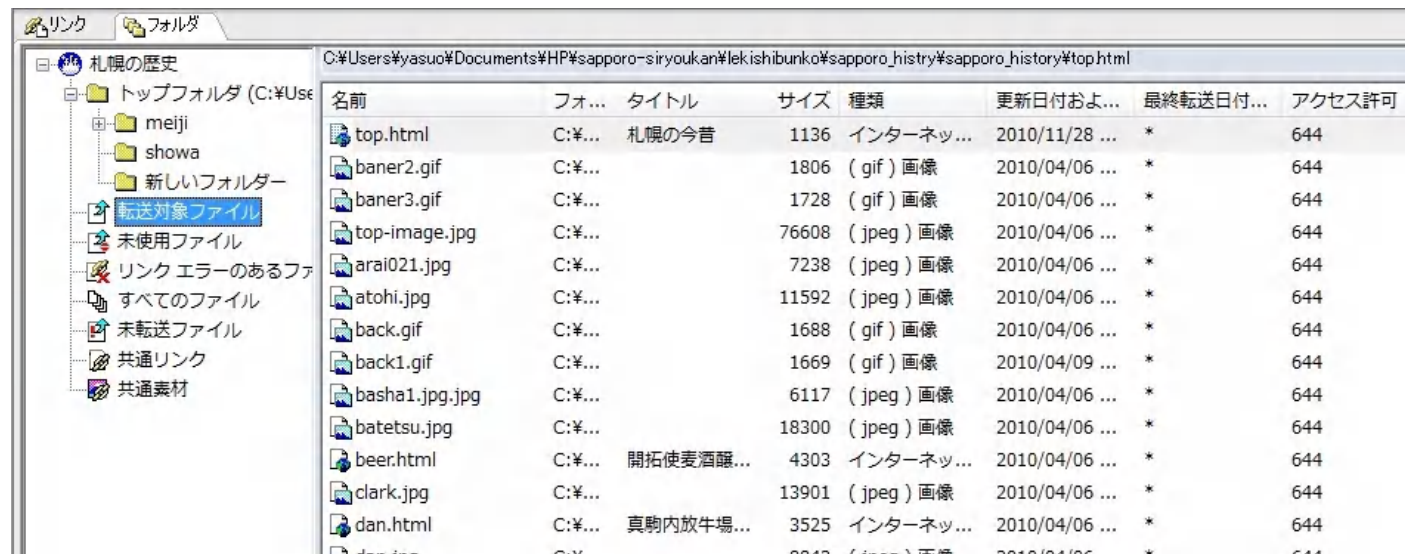 リンク フォルダ
札幌の歴史
トップフォルダ (C:¥Use
meiji
showa
新しいフォルダー
転送対象ファイル
未使用ファイル
リンク エラーのあるファ
すべてのファイル
未転送ファイル
共通リンク
共通素材
C:¥Users¥yasuo¥Documents¥HP¥sapporo-siryoukan¥lekishibunko¥sapporo_histry¥sapporo_history¥top.html
名前 フォ... タイトル サイズ 種類 更新日付およ... 最終転送日付... アクセス許可
top.html C:¥... 札幌の今昔 1136 インターネッ... 2010/11/28 ... * 644
baner2.gif C:¥... 1806 ( gif ) 画像 2010/04/06 ... * 644
baner3.gif C:¥... 1728 ( gif ) 画像 2010/04/06 ... * 644
top-image.jpg C:¥... 76608 ( jpeg ) 画像 2010/04/06 ... * 644
arai021.jpg C:¥... 7238 ( jpeg ) 画像 2010/04/06 ... * 644
atohi.jpg C:¥... 11592 ( jpeg ) 画像 2010/04/06 ... * 644
back.gif C:¥... 1688 ( gif ) 画像 2010/04/06 ... * 644
back1.gif C:¥... 1669 ( gif ) 画像 2010/04/09 ... * 644
basha1.jpg.jpg C:¥... 6117 ( jpeg ) 画像 2010/04/06 ... * 644
batetsu.jpg C:¥... 18300 ( jpeg ) 画像 2010/04/06 ... * 644
beer.html C:¥... 開拓使麦酒醸... 4303 インターネッ... 2010/04/06 ... * 644
clark.jpg C:¥... 13901 ( jpeg ) 画像 2010/04/06 ... * 644
dan.html C:¥... 真駒内放牛場... 3525 インターネッ... 2010/04/06 ... * 644